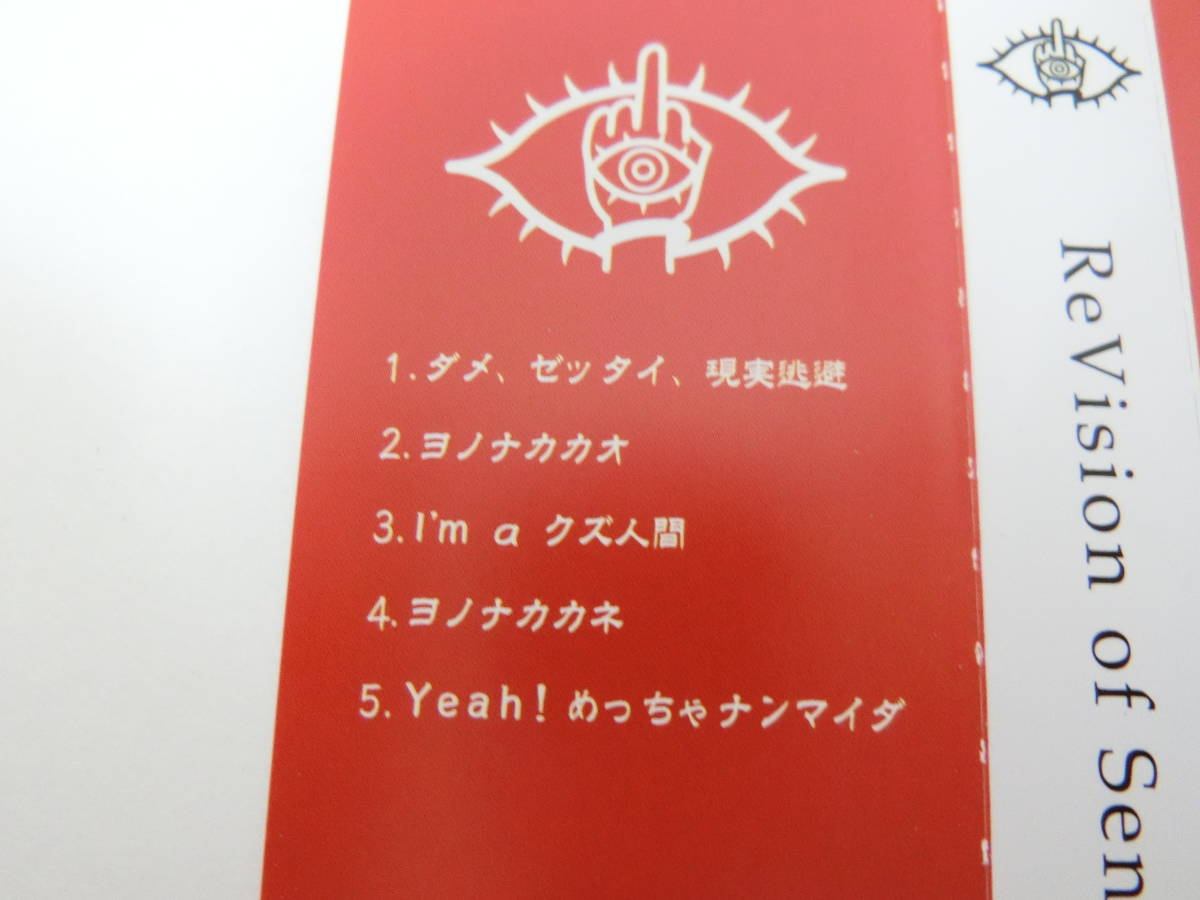 1.ダメ、ゼッタイ、現実逃避
2.ヨノナカカオ
3.I'm a クズ人間
4.ヨノナカカネ
5.Yeah! めっちゃナンマイダ
ReVision of Sen